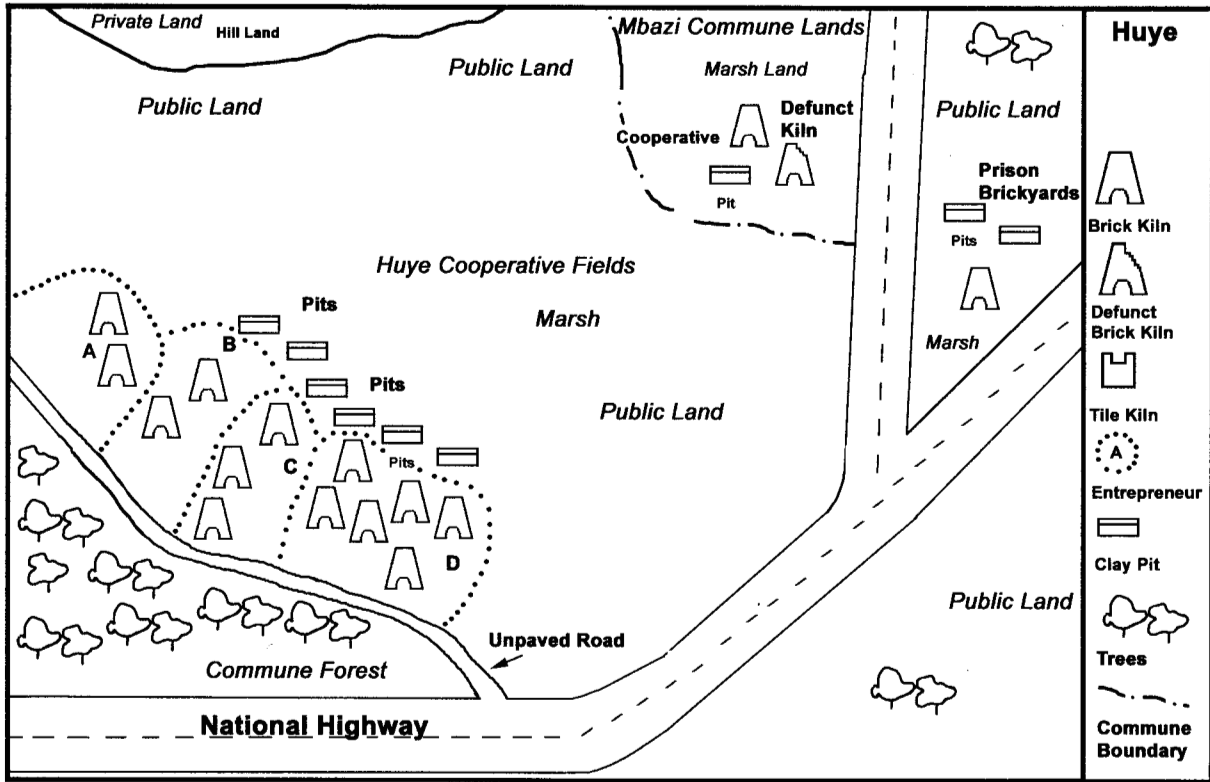 Private Land
Hill Land
Public Land
Public Land
Mbazi Commune Lands
Marsh Land
Cooperative
Defunct
Kiln
Pit
Public Land
Prison
Brickyards
Pits
Marsh
Huye Cooperative Fields
Marsh
Pits
A
B
Pits
Public Land
C
Pits
D
Public Land
Unpaved Road
Commune Forest
National Highway
Huye
Brick Kiln
Defunct
Brick Kiln
Tile Kiln
A
Entrepreneur
Clay Pit
Trees
Commune
Boundary